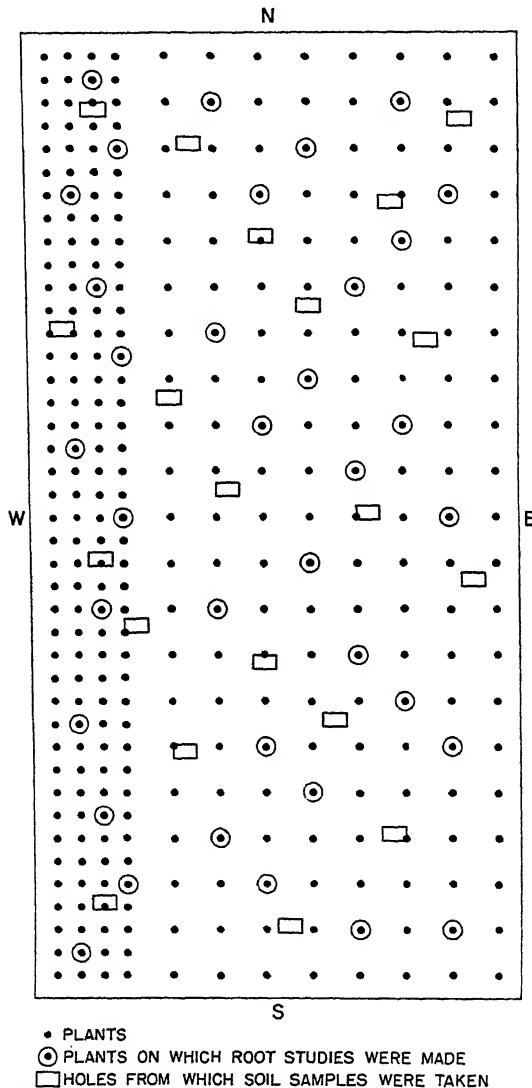 N
W
E
S
PLANTS
PLANTS ON WHICH ROOT STUDIES WERE MADE
HOLES FROM WHICH SOIL SAMPLES WERE TAKEN